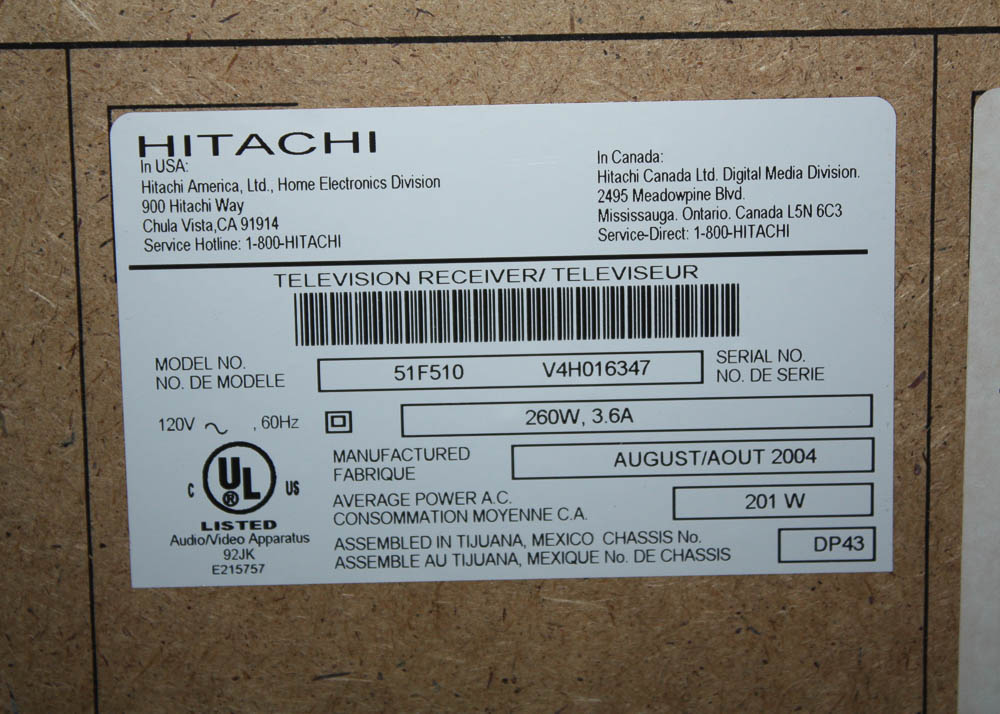 HITACHI
In USA:
Hitachi America, Ltd., Home Electronics Division
900 Hitachi Way
Chula Vista,CA 91914
Service Hotline: 1-800-HITACHI
In Canada:
Hitachi Canada Ltd. Digital Media Division.
2495 Meadowpine Blvd.
Mississauga. Ontario. Canada L5N 6C3
Service-Direct: 1-800-HITACHI
TELEVISION RECEIVER/ TELEVISEUR
MODEL NO.
NO. DE MODELE
51F510 V4H016347
SERIAL NO.
NO. DE SERIE
120V ~ , 60Hz
260W, 3.6A
MANUFACTURED
FABRIQUE
AUGUST/AOUT 2004
AVERAGE POWER A.C.
CONSOMMATION MOYENNE C.A.
201 W
ASSEMBLED IN TIJUANA, MEXICO CHASSIS No.
ASSEMBLE AU TIJUANA, MEXIQUE No. DE CHASSIS
DP43
C UL ® US
LISTED
Audio/Video Apparatus
92JK
E215757